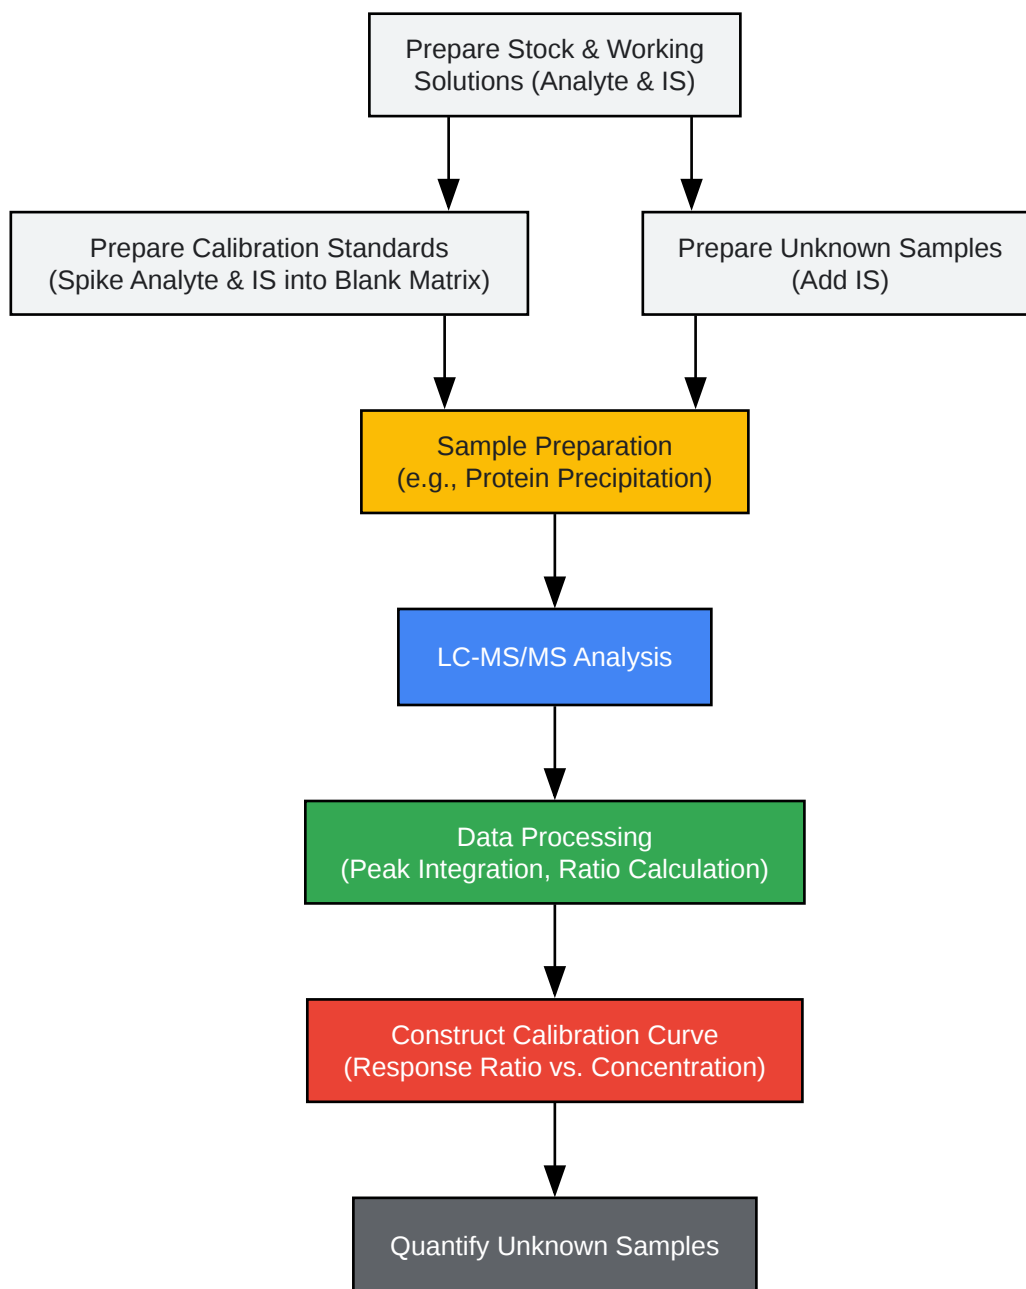 Prepare Stock & Working
Solutions (Analyte & IS)
Prepare Calibration Standards
(Spike Analyte & IS into Blank Matrix)
Prepare Unknown Samples
(Add IS)
Sample Preparation
(e.g., Protein Precipitation)
LC-MS/MS Analysis
Data Processing
(Peak Integration, Ratio Calculation)
Construct Calibration Curve
(Response Ratio vs. Concentration)
Quantify Unknown Samples